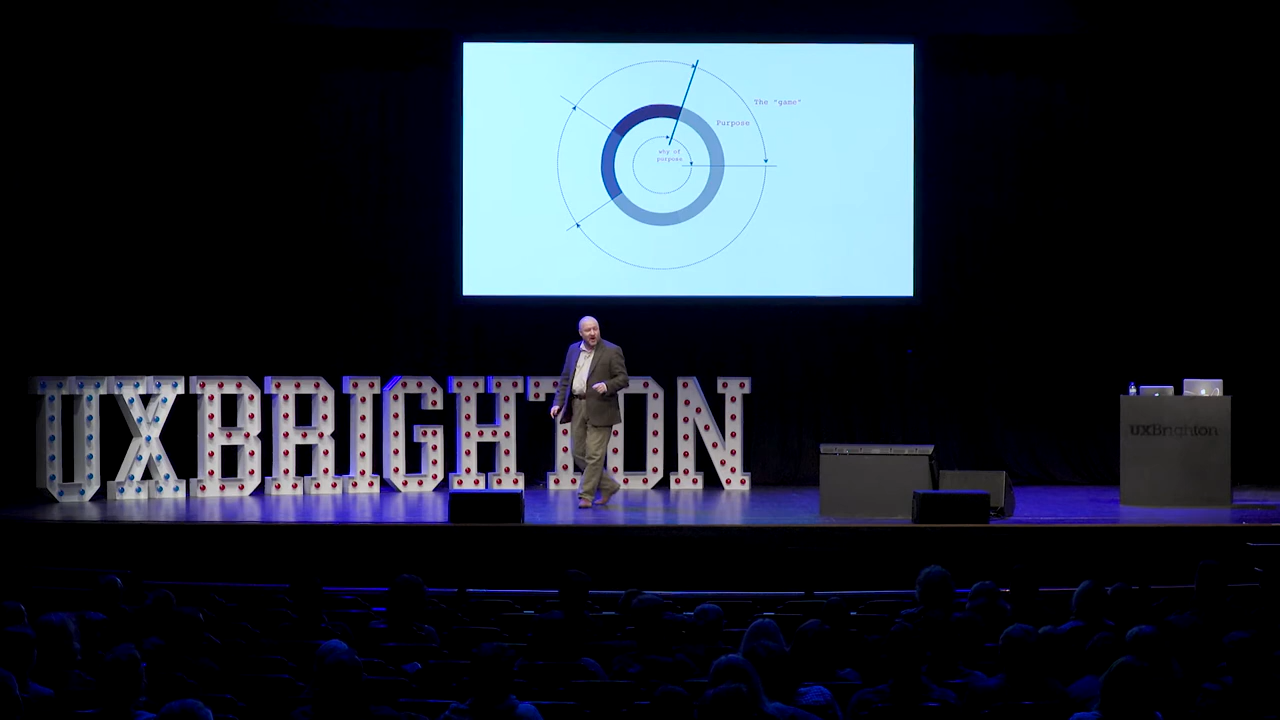 The "game"
Purpose
why of
purpose
UXBRIGHTON
UXBrighton